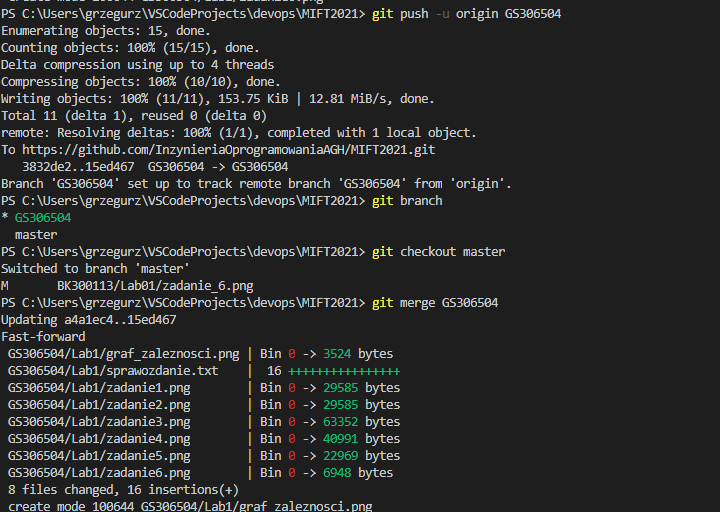 PS C:\Users\grzegurz\VSCodeProjects\devops\MIFT2021> git push -u origin GS306504
Enumerating objects: 15, done.
Counting objects: 100% (15/15), done.
Delta compression using up to 4 threads
Compressing objects: 100% (10/10), done.
Writing objects: 100% (11/11), 153.75 KiB | 12.81 MiB/s, done.
Total 11 (delta 1), reused 0 (delta 0)
remote: Resolving deltas: 100% (1/1), completed with 1 local object.
To https://github.com/InzynieriaOprogramowaniaAGH/MIFT2021.git
   3832de2..15ed467  GS306504 -> GS306504
Branch 'GS306504' set up to track remote branch 'GS306504' from 'origin'.
PS C:\Users\grzegurz\VSCodeProjects\devops\MIFT2021> git branch
* GS306504
  master
PS C:\Users\grzegurz\VSCodeProjects\devops\MIFT2021> git checkout master
Switched to branch 'master'
M       BK300113/Lab01/zadanie_6.png
PS C:\Users\grzegurz\VSCodeProjects\devops\MIFT2021> git merge GS306504
Updating a4a1ec4..15ed467
Fast-forward
 GS306504/Lab1/graf_zaleznosci.png | Bin 0 -> 3524 bytes
 GS306504/Lab1/sprawozdanie.txt    |  16 ++++++++++++++++
 GS306504/Lab1/zadanie1.png        | Bin 0 -> 29585 bytes
 GS306504/Lab1/zadanie2.png        | Bin 0 -> 29585 bytes
 GS306504/Lab1/zadanie3.png        | Bin 0 -> 63352 bytes
 GS306504/Lab1/zadanie4.png        | Bin 0 -> 40991 bytes
 GS306504/Lab1/zadanie5.png        | Bin 0 -> 22969 bytes
 GS306504/Lab1/zadanie6.png        | Bin 0 -> 6948 bytes
 8 files changed, 16 insertions(+)
 create mode 100644 GS306504/Lab1/graf_zaleznosci.png